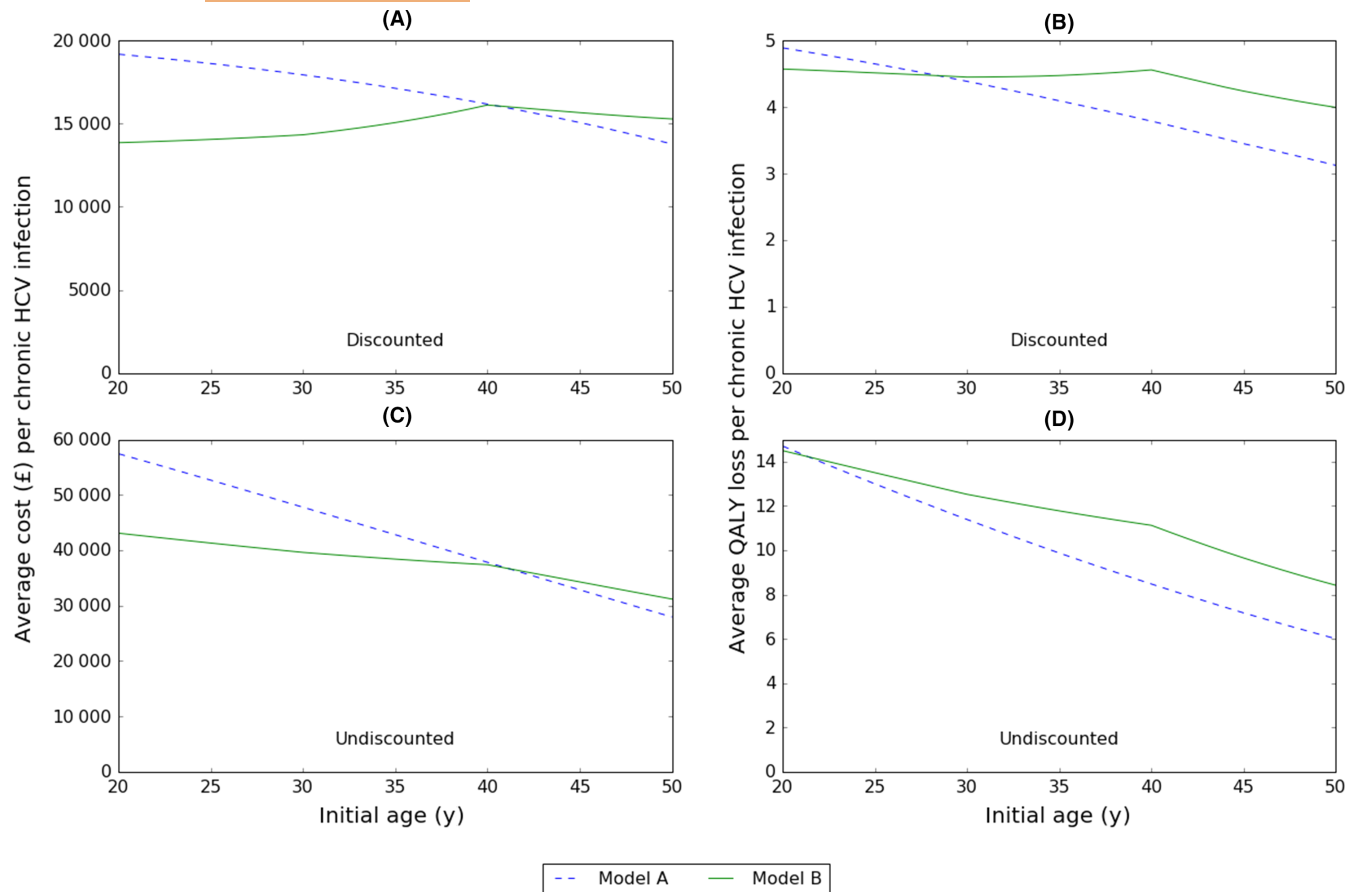 (A)
20 000
15 000
10 000
5000
0
20 25 30 35 40 45 50
Discounted
(B)
5
4
3
2
1
0
20 25 30 35 40 45 50
Discounted
Average cost (£) per chronic HCV infection
Average QALY loss per chronic HCV infection
(C)
60 000
50 000
40 000
30 000
20 000
10 000
0
20 25 30 35 40 45 50
Undiscounted
Initial age (y)
(D)
14
12
10
8
6
4
2
0
20 25 30 35 40 45 50
Undiscounted
Initial age (y)
Model A Model B